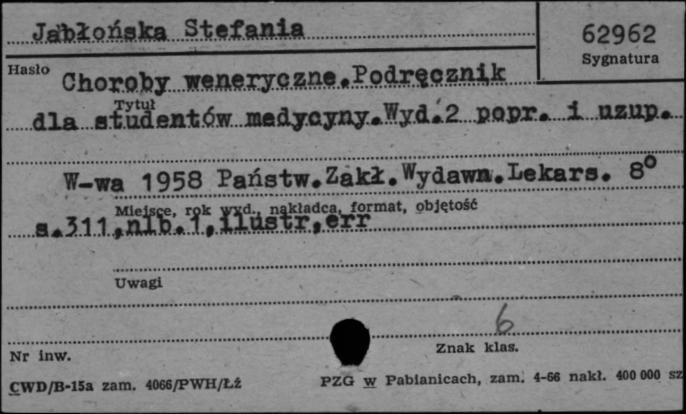 Jabłońska Stefania
62962
Sygnatura
Hasło
Choroby weneryczne.Podręcznik
Tytuł
dla studentów medycyny.Wyd.2 popr. i uzup.
W-wa 1958 Państw.Zakł.Wydawn.Lekars. 8°
Miejsce, rok wyd., nakładca, format, objętość
s.311,nlb.1,ilustr,err
Uwagi
6
Nr inw.
Znak klas.
CWD/B-15a zam. 4066/PWH/Łż
PZG w Pabianicach, zam. 4-66 nakł. 400 000 sz